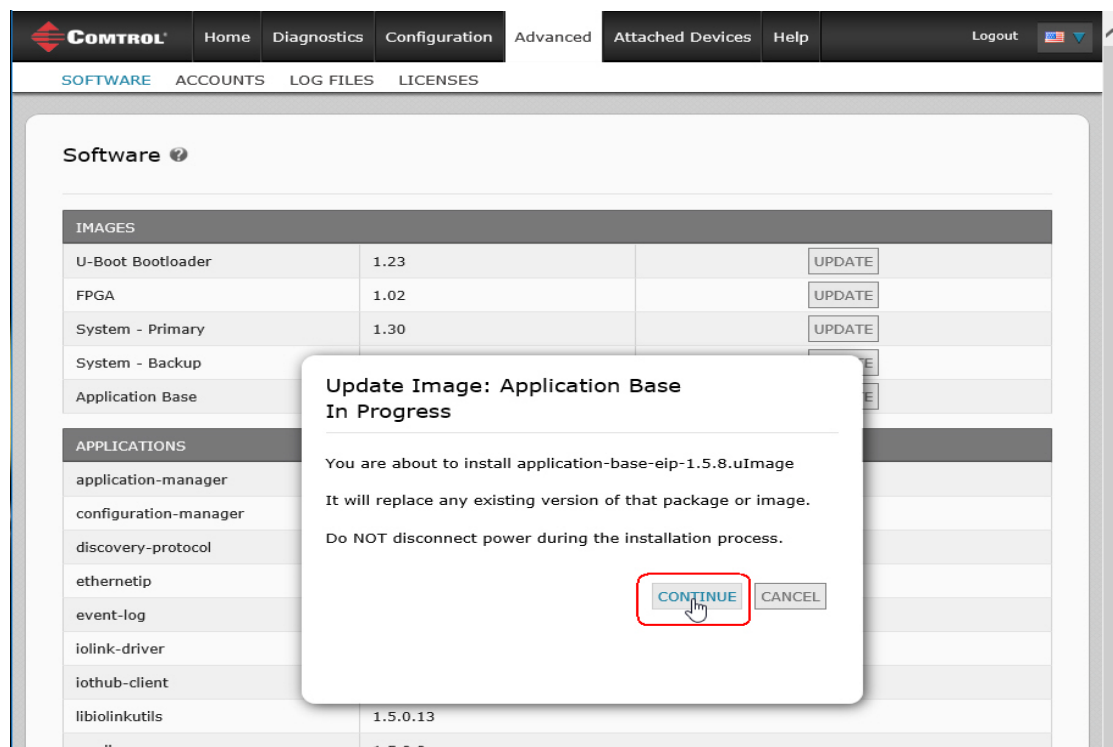 COMTROL
Home Diagnostics Configuration Advanced Attached Devices Help Logout
SOFTWARE ACCOUNTS LOG FILES LICENSES
Software ?
IMAGES
U-Boot Bootloader 1.23 UPDATE
FPGA 1.02 UPDATE
System - Primary 1.30 UPDATE
System - Backup
Application Base
APPLICATIONS
application-manager
configuration-manager
discovery-protocol
ethernetip
event-log
iolink-driver
iothub-client
libiolinkutils 1.5.0.13
Update Image: Application Base
In Progress
You are about to install application-base-eip-1.5.8.uImage
It will replace any existing version of that package or image.
Do NOT disconnect power during the installation process.
CONTINUE CANCEL